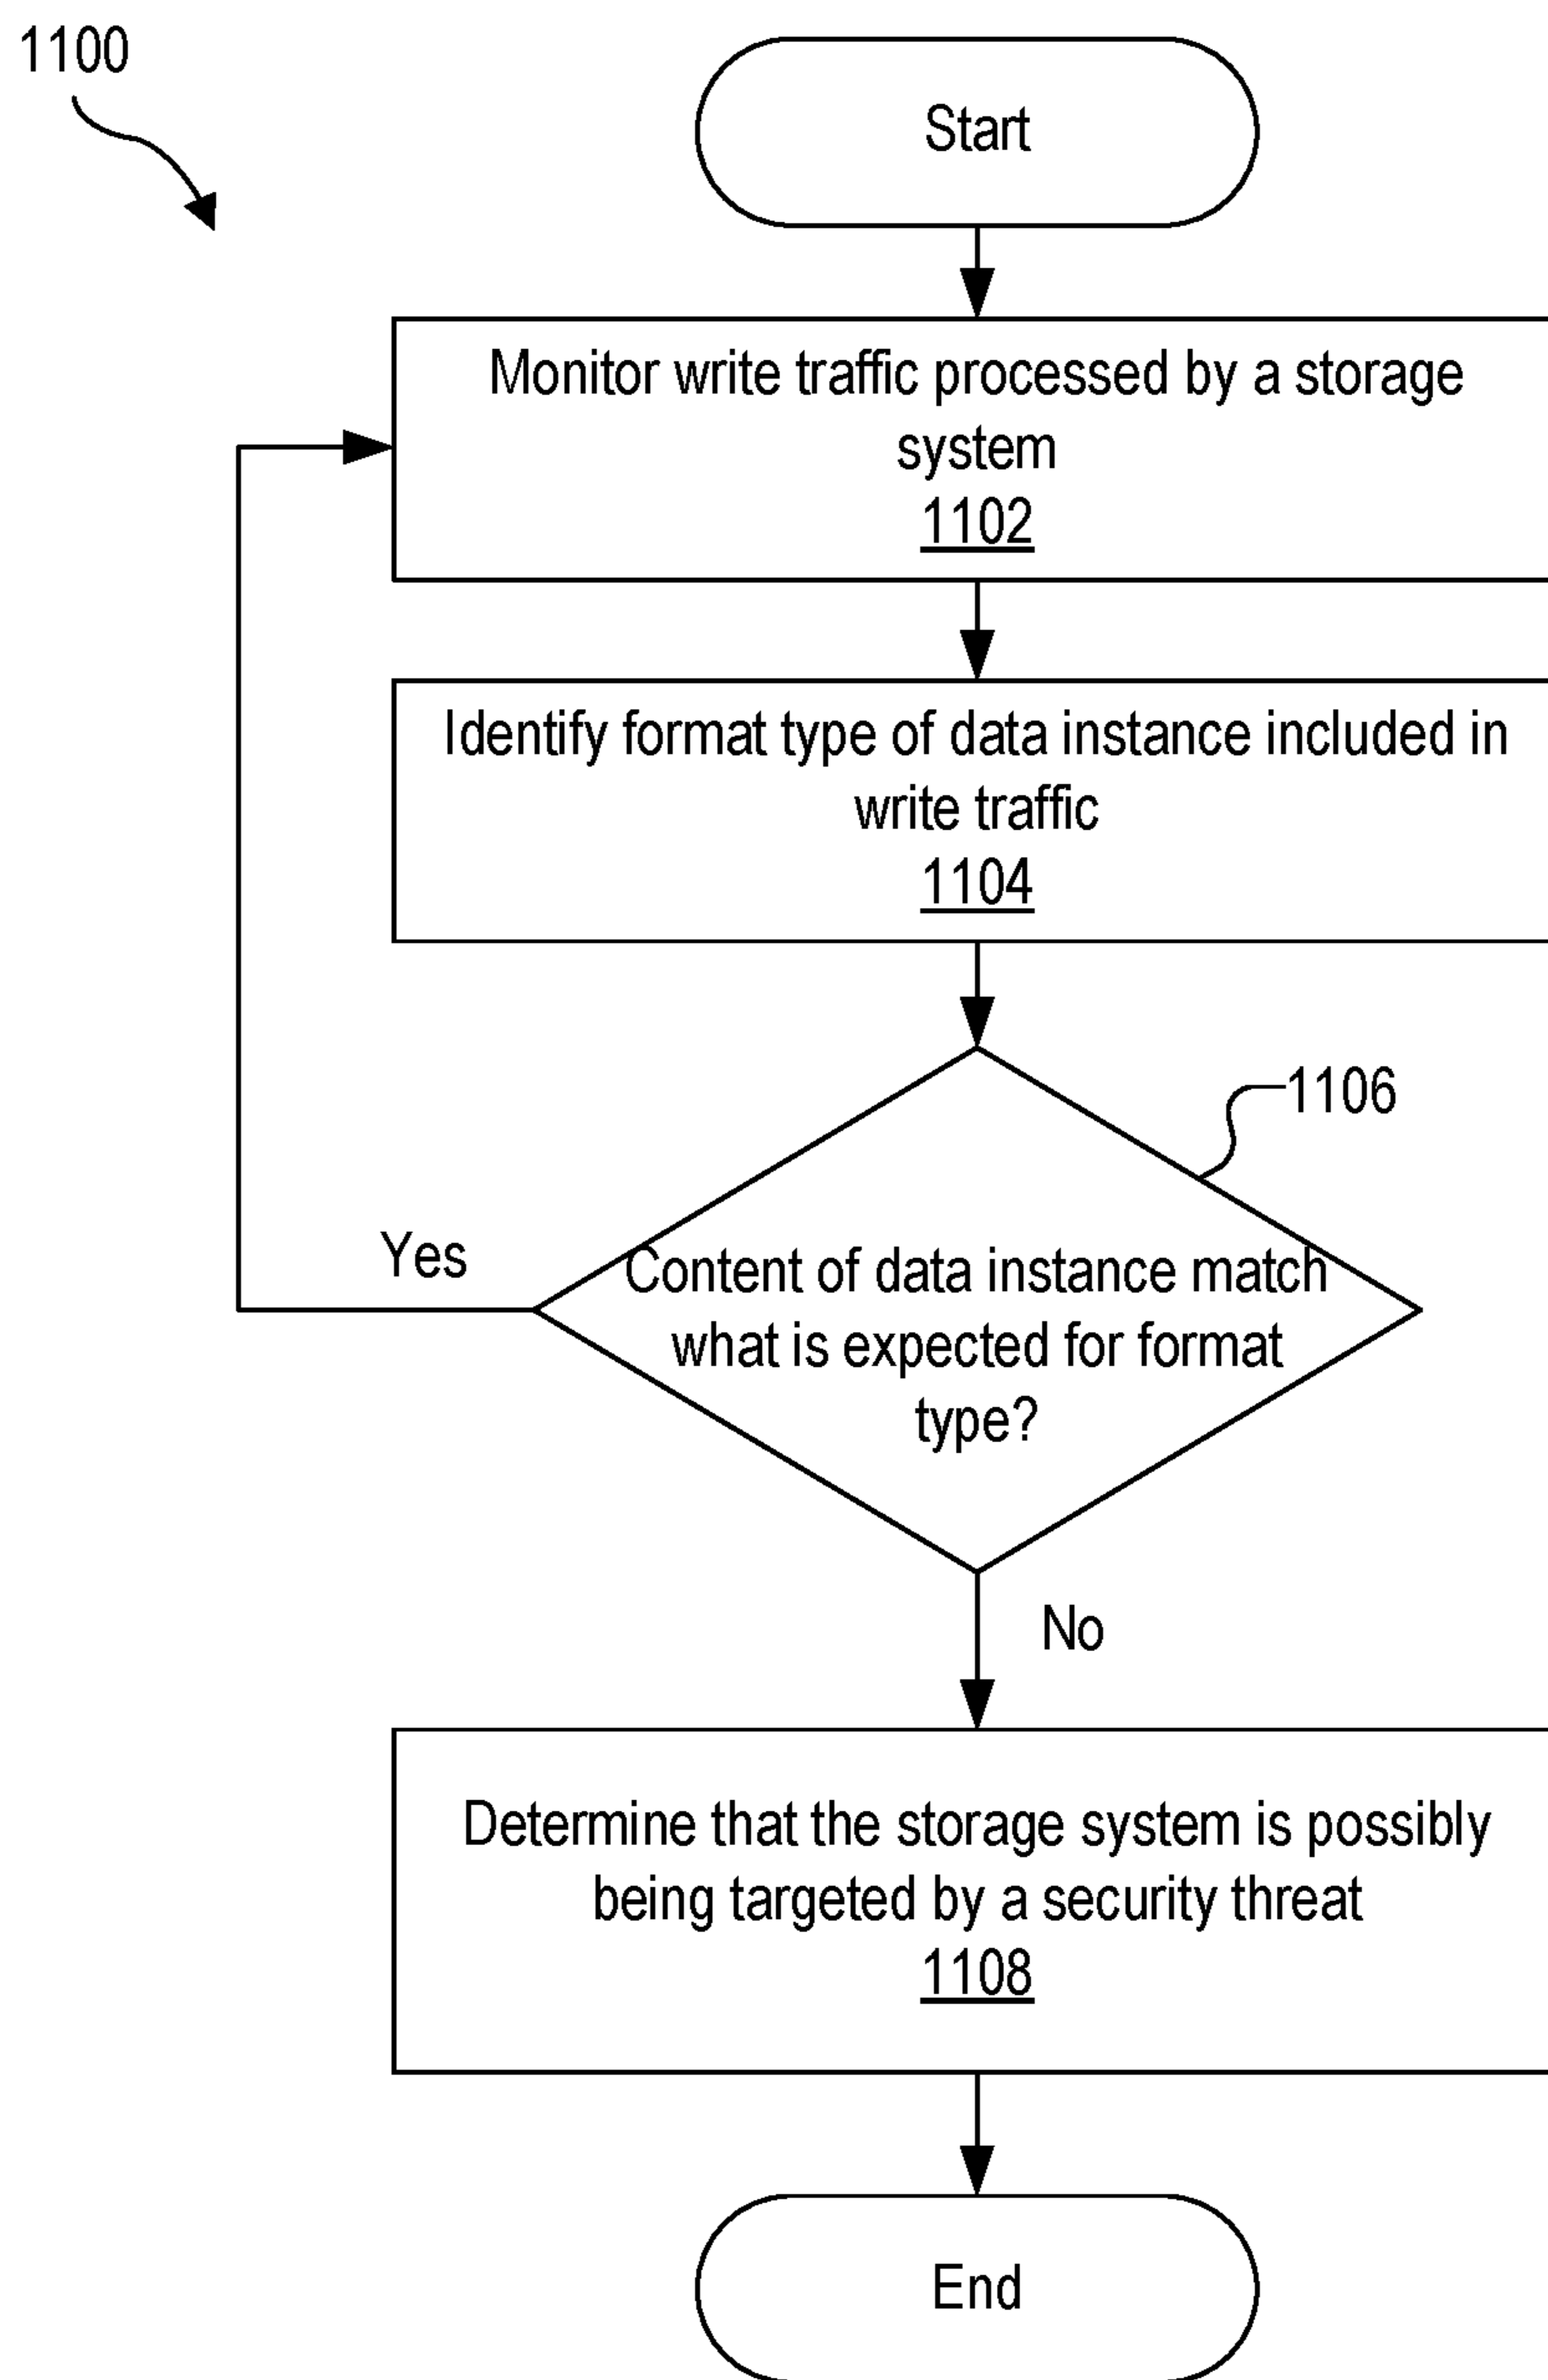 1100
Start
Monitor write traffic processed by a storage
system
1102
Identify format type of data instance included in
write traffic
1104
1106
Yes
Content of data instance match
what is expected for format
type?
No
Determine that the storage system is possibly
being targeted by a security threat
1108
End